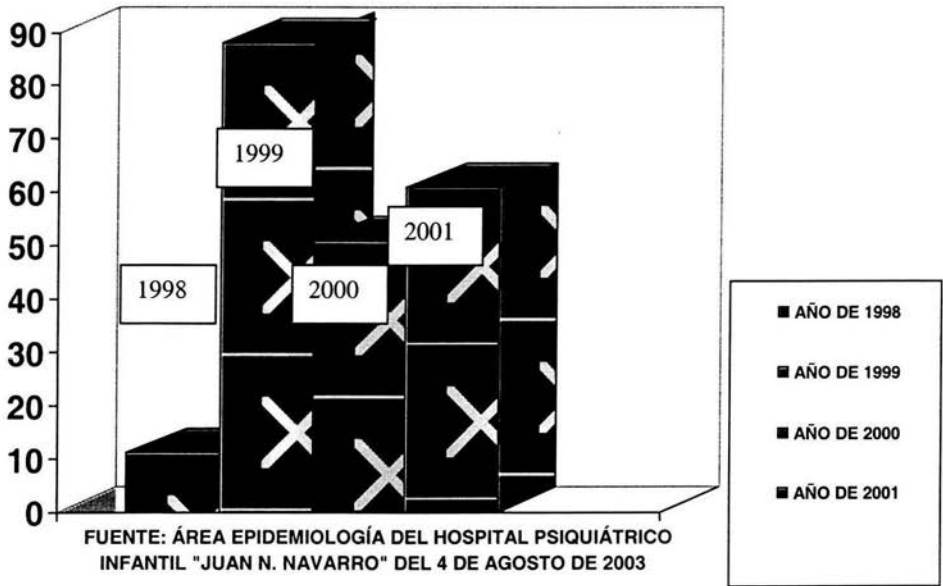 90
80
70
60
50
40
30
20
10
0
1998
1999
2000
2001
FUENTE: ÁREA EPIDEMIOLOGÍA DEL HOSPITAL PSIQUIÁTRICO
INFANTIL "JUAN N. NAVARRO" DEL 4 DE AGOSTO DE 2003
AÑO DE 1998
AÑO DE 1999
AÑO DE 2000
AÑO DE 2001